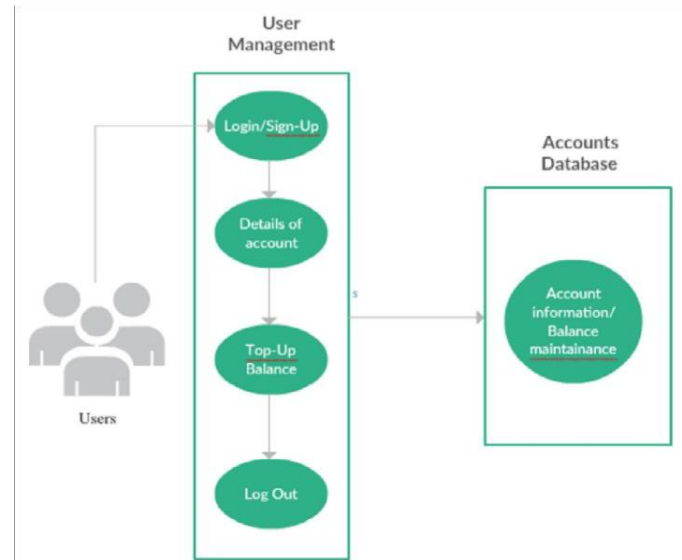 User
Management
Login/Sign-Up
Details of
account
Top-Up
Balance
Log Out
Users
s
Accounts
Database
Account
information/
Balance
maintainance